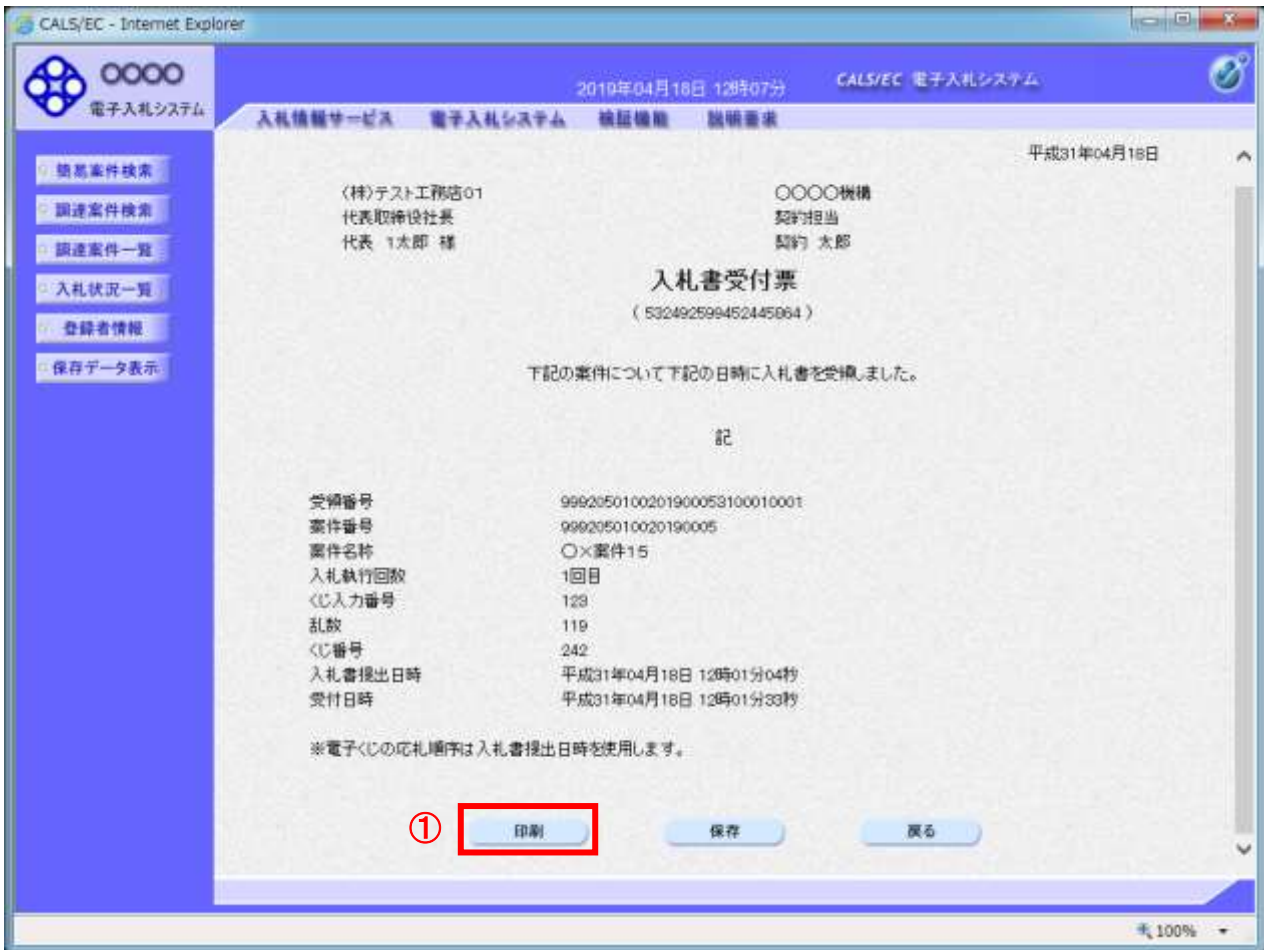 CALS/EC - Internet Explorer
〇〇〇〇
電子入札システム
2019年04月18日 12時07分
CALS/EC 電子入札システム
入札情報サービス 電子入札システム 検証機能 説明要求
簡易案件検索
調達案件検索
調達案件一覧
入札状況一覧
登録者情報
保存データ表示
平成31年04月18日
(株)テスト工務店01
代表取締役社長
代表 1太郎 様
〇〇〇〇機構
契約担当
契約 太郎
入札書受付票
( 532492599452445864 )
下記の案件について下記の日時に入札書を受領しました。
記
受領番号 9992050100201900053100010001
案件番号 999205010020190005
案件名称 〇×案件15
入札執行回数 1回目
くじ入力番号 123
乱数 119
くじ番号 242
入札書提出日時 平成31年04月18日 12時01分04秒
受付日時 平成31年04月18日 12時01分33秒
※電子くじの応札順序は入札書提出日時を使用します。
① 印刷 保存 戻る
100%